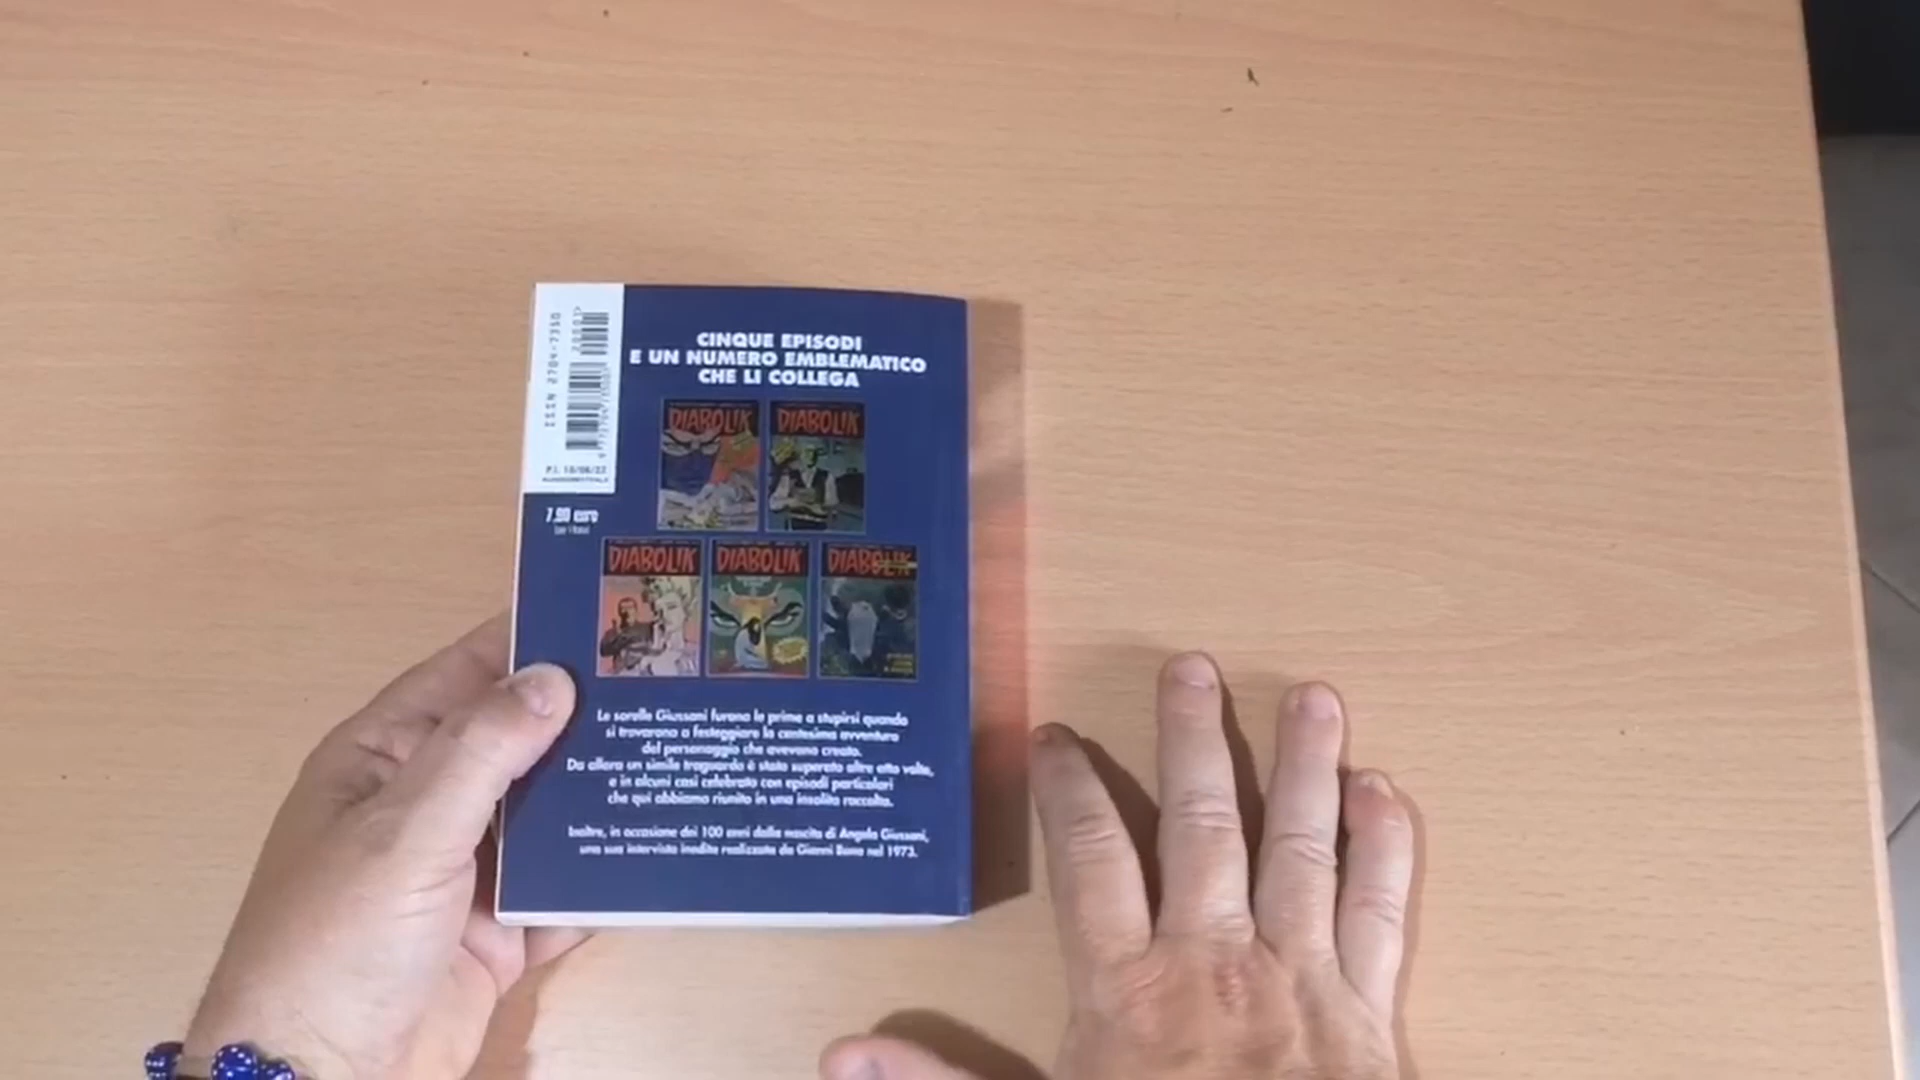 CINQUE EPISODI
E UN NUMERO EMBLEMATICO
CHE LI COLLEGA
ISSN 2704-7350
20001>
P.I. 10/06/22
7,90 euro
DIABOLIK
DIABOLIK
DIABOLIK
DIABOLIK
DIABOLIK
Le sorelle Giussani furono le prime a stupirsi quando
si trovarono a festeggiare la centesima avventura
del personaggio che avevano creato.
Da allora un simile traguardo è stato superato altre otto volte,
e in alcuni casi celebrato con episodi particolari
che qui abbiamo riunito in una insolita raccolta.
Inoltre, in occasione dei 100 anni dalla nascita di Angela Giussani,
una sua intervista inedita realizzata da Gianni Bono nel 1973.